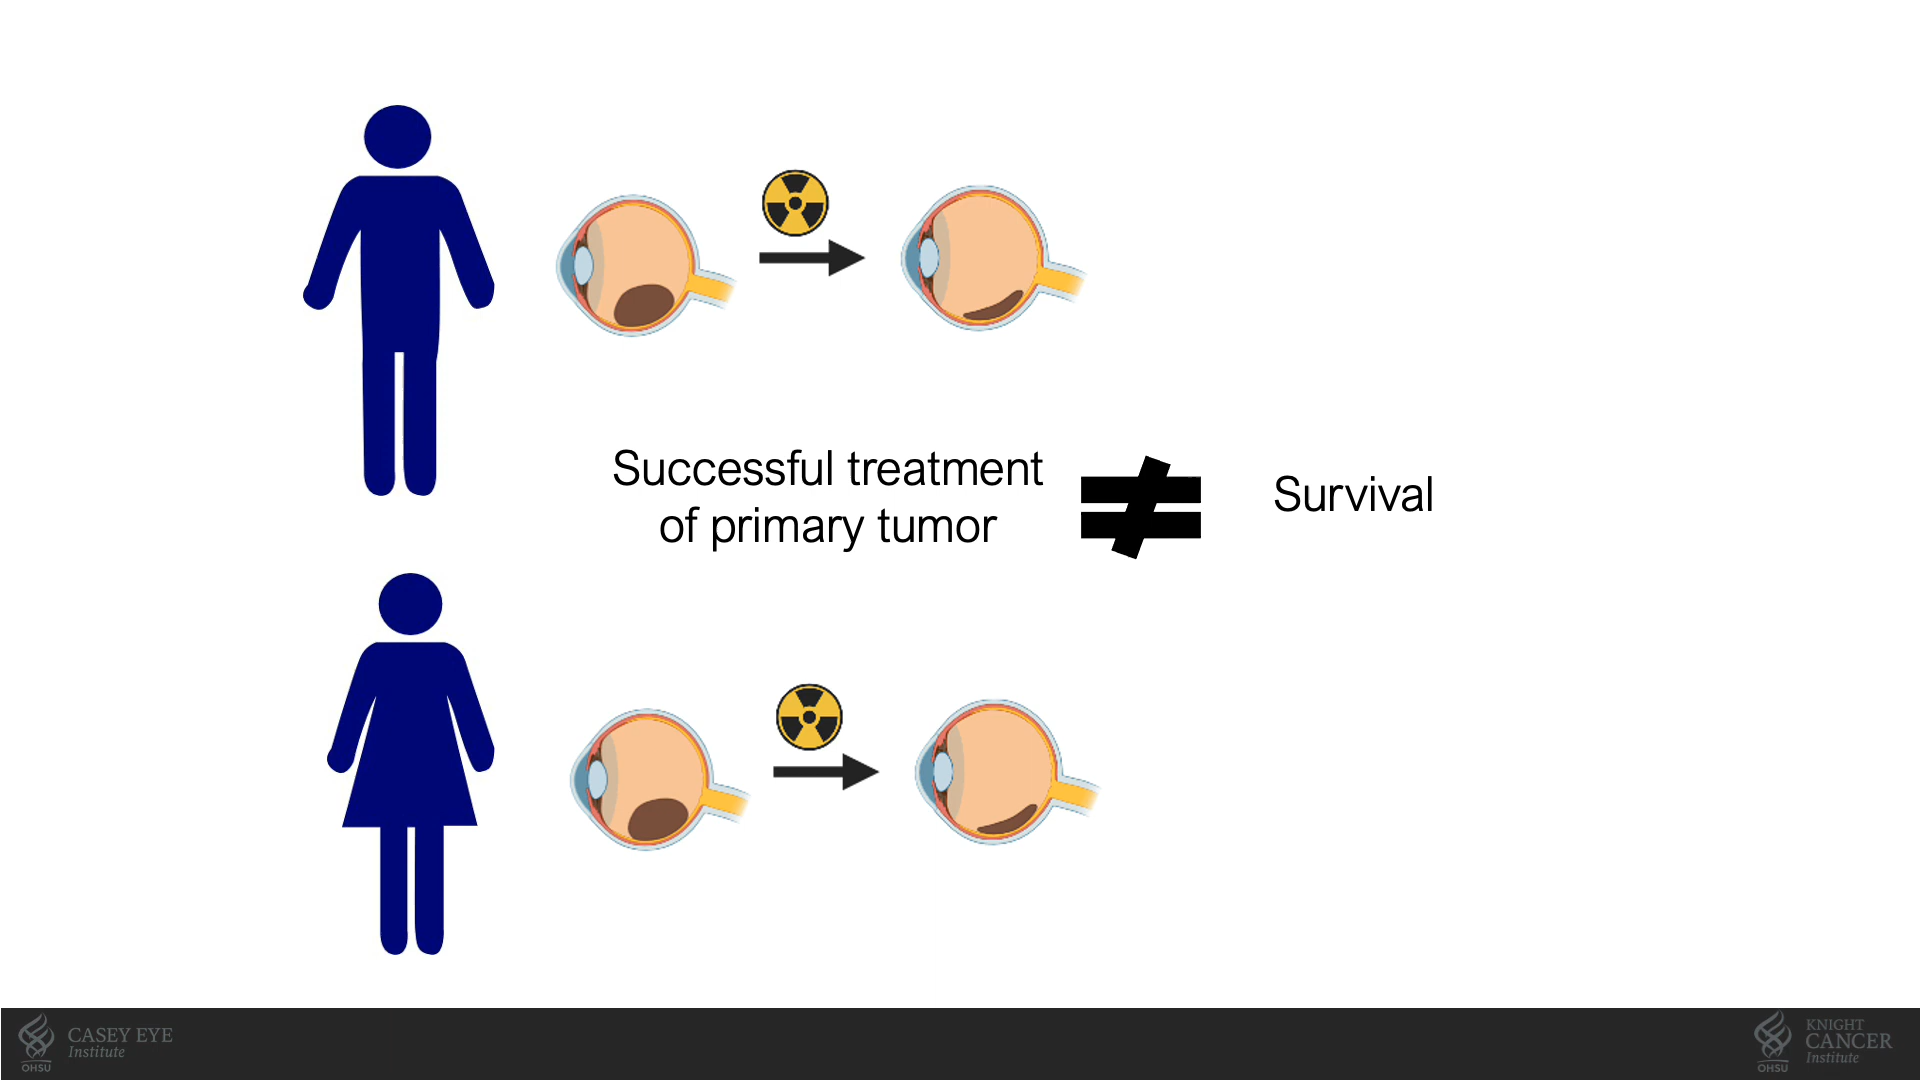 Successful treatment
of primary tumor
Survival
CASEY EYE
Institute
OHSU
KNIGHT
CANCER
Institute
OHSU